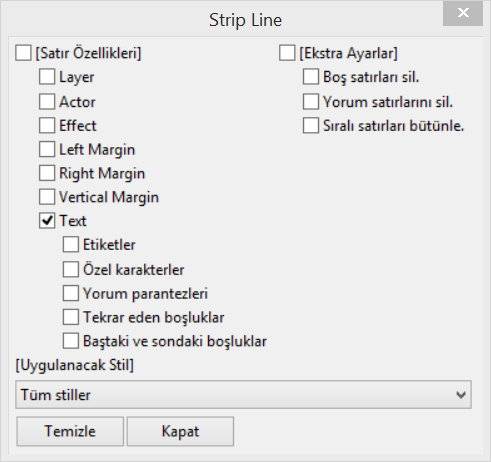 Strip Line
[Satır Özellikleri]
Layer
Actor
Effect
Left Margin
Right Margin
Vertical Margin
Text
Etiketler
Özel karakterler
Yorum parantezleri
Tekrar eden boşluklar
Baştaki ve sondaki boşluklar
[Ekstra Ayarlar]
Boş satırları sil.
Yorum satırlarını sil.
Sıralı satırları bütünle.
[Uygulanacak Stil]
Tüm stiller
Temizle
Kapat